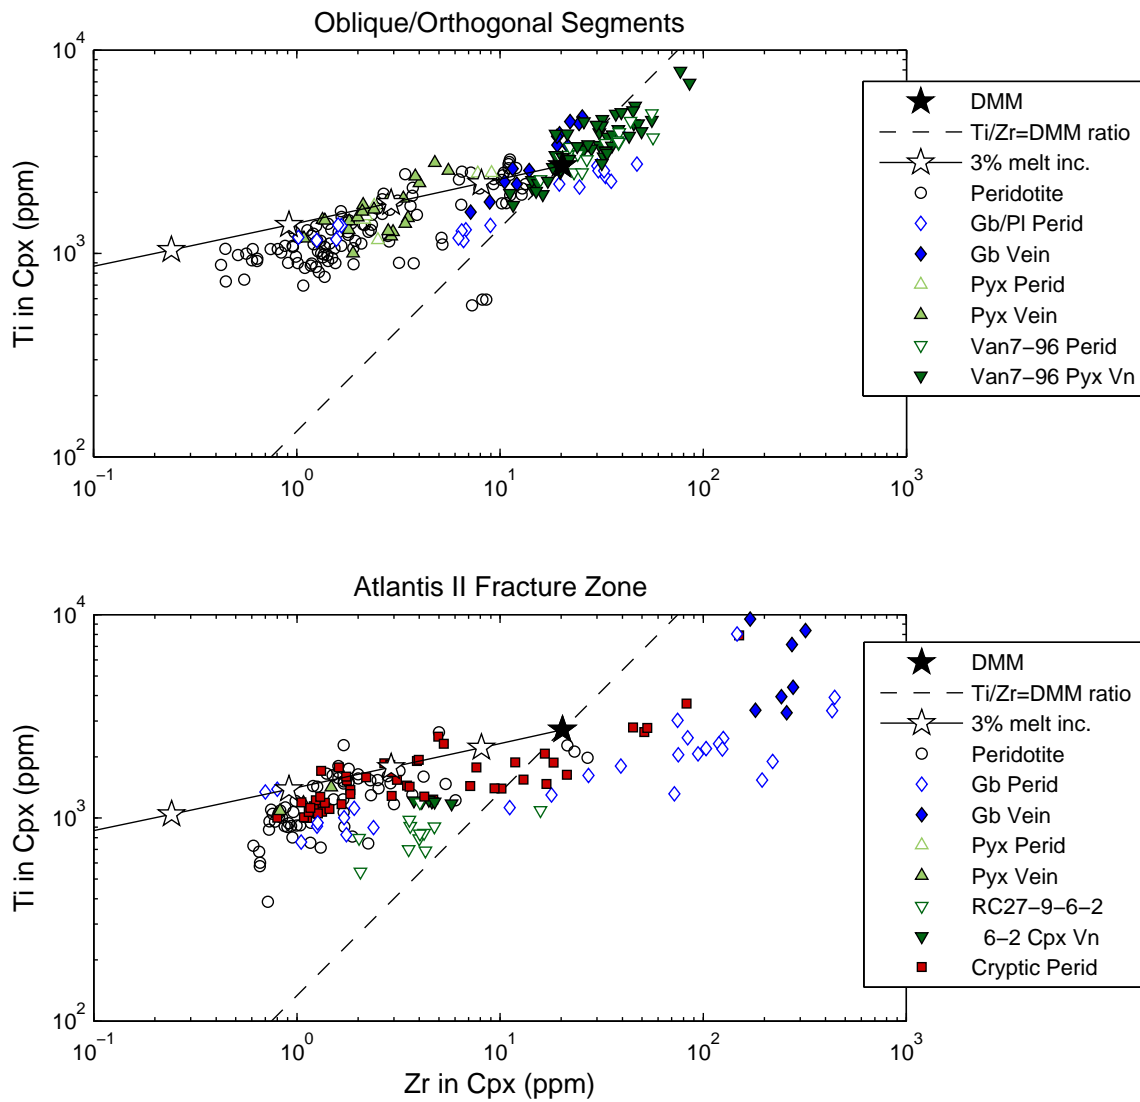 Oblique/Orthogonal Segments
10^4
10^3
10^2
Ti in Cpx (ppm)
10^−1
10^0
10^1
10^2
10^3
DMM
Ti/Zr=DMM ratio
3% melt inc.
Peridotite
Gb/Pl Perid
Gb Vein
Pyx Perid
Pyx Vein
Van7−96 Perid
Van7−96 Pyx Vn
Atlantis II Fracture Zone
10^4
10^3
10^2
Ti in Cpx (ppm)
10^−1
10^0
10^1
10^2
10^3
Zr in Cpx (ppm)
DMM
Ti/Zr=DMM ratio
3% melt inc.
Peridotite
Gb Perid
Gb Vein
Pyx Perid
Pyx Vein
RC27−9−6−2
6−2 Cpx Vn
Cryptic Perid